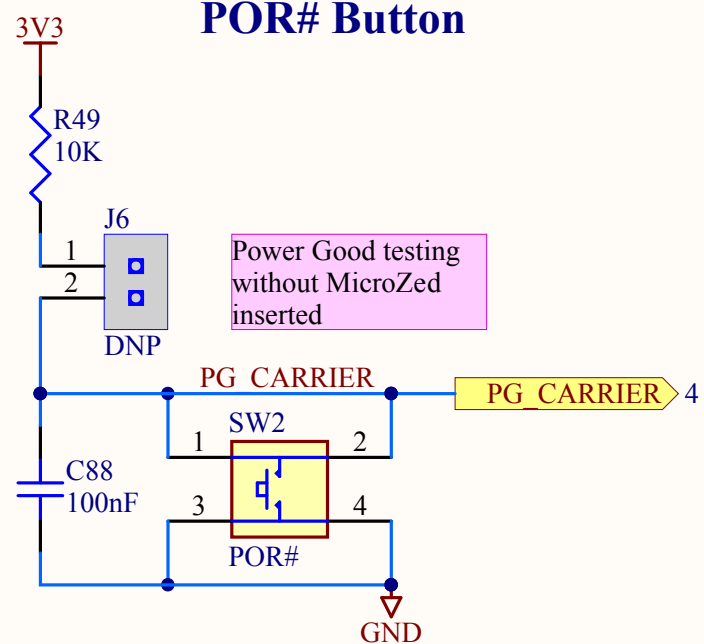 POR# Button
3V3
R49
10K
J6
1
2
DNP
Power Good testing
without MicroZed
inserted
PG_CARRIER
PG_CARRIER 4
SW2
1
2
3
4
POR#
C88
100nF
GND